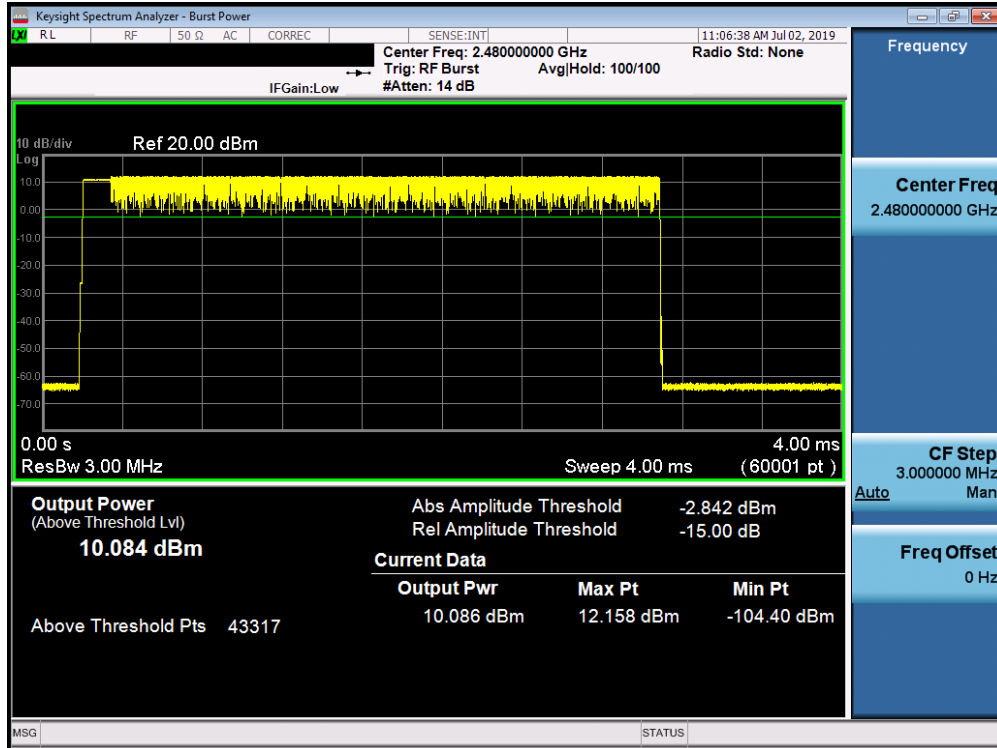 Keysight Spectrum Analyzer - Burst Power
LXI RL RF 50 Ω AC CORREC SENSE:INT 11:06:38 AM Jul 02, 2019
Center Freq: 2.480000000 GHz Radio Std: None
Trig: RF Burst Avg|Hold: 100/100
IFGain:Low #Atten: 14 dB
10 dB/div Ref 20.00 dBm
Log
10.0
0.00
-10.0
-20.0
-30.0
-40.0
-50.0
-60.0
-70.0
0.00 s 4.00 ms
ResBw 3.00 MHz Sweep 4.00 ms (60001 pt)
Output Power
(Above Threshold Lvl)
10.084 dBm
Above Threshold Pts 43317
Abs Amplitude Threshold -2.842 dBm
Rel Amplitude Threshold -15.00 dB
Current Data
Output Pwr Max Pt Min Pt
10.086 dBm 12.158 dBm -104.40 dBm
MSG STATUS
Frequency
Center Freq
2.480000000 GHz
CF Step
3.000000 MHz
Auto Man
Freq Offset
0 Hz